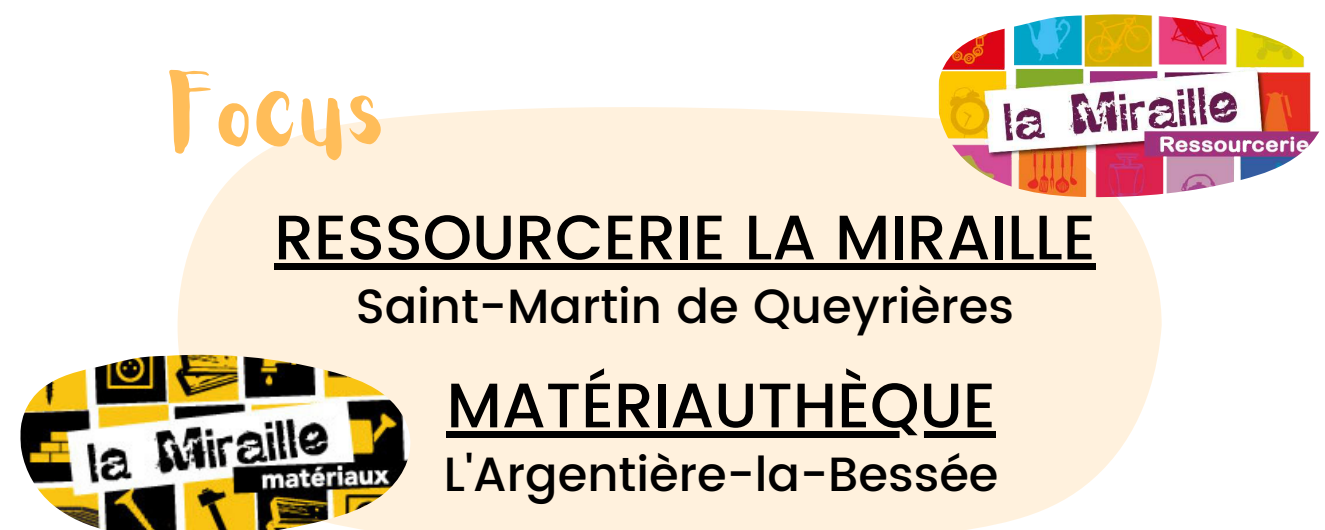 Focus
la Miraille
Ressourcerie
RESSOURCERIE LA MIRAILLE
Saint-Martin de Queyrières
MATÉRIAUTHÈQUE
L'Argentière-la-Bessée
la Miraille
matériaux